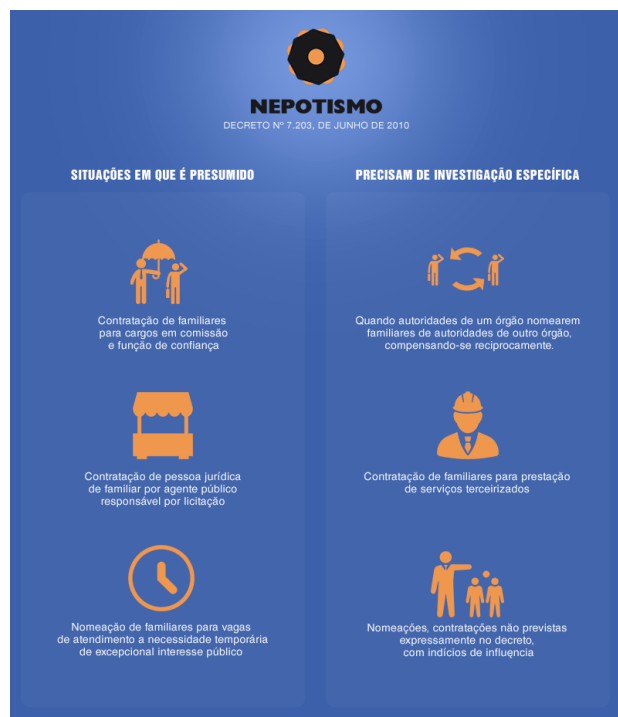 NEPOTISMO
DECRETO Nº 7.203, DE JUNHO DE 2010
SITUAÇÕES EM QUE É PRESUMIDO
Contratação de familiares
para cargos em comissão
e função de confiança
Contratação de pessoa jurídica
de familiar por agente público
responsável por licitação
Nomeação de familiares para vagas
de atendimento a necessidade temporária
de excepcional interesse público
PRECISAM DE INVESTIGAÇÃO ESPECÍFICA
Quando autoridades de um órgão nomearem
familiares de autoridades de outro órgão,
compensando-se reciprocamente.
Contratação de familiares para prestação
de serviços terceirizados
Nomeações, contratações não previstas
expressamente no decreto,
com indícios de influęncia